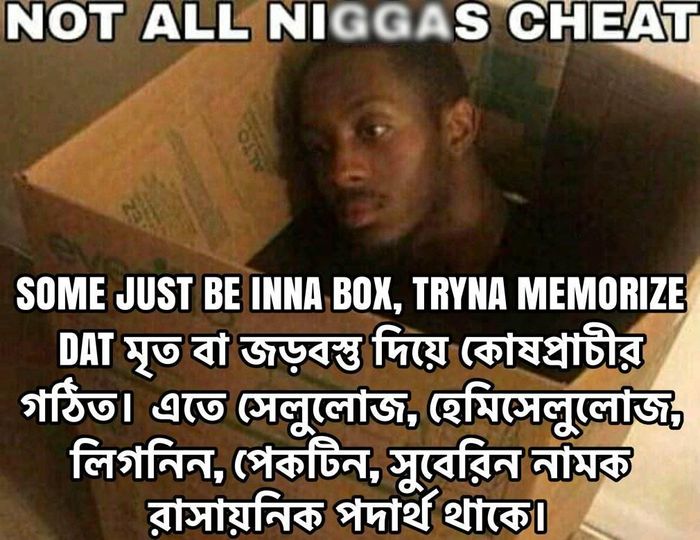 NOT ALL NIGGAS CHEAT
SOME JUST BE INNA BOX, TRYNA MEMORIZE
DAT মৃত বা জড়বস্তু দিয়ে কোষপ্রাচীর
গঠিত। এতে সেলুলোজ, হেমিসেলুলোজ,
লিগনিন, পেকটিন, সুবেরিন নামক
রাসায়নিক পদার্থ থাকে।